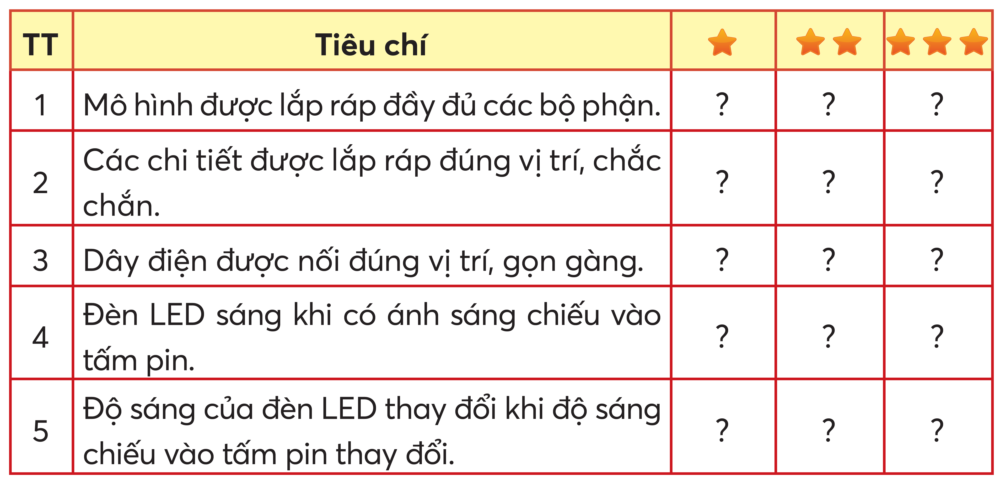 TT Tiêu chí
1 Mô hình được lắp ráp đầy đủ các bộ phận. ? ? ?
Các chi tiết được lắp ráp đúng vị trí, chắc
2 ? ? ?
chắn.
3 Dây điện được nối đúng vị trí, gọn gàng. ? ? ?
Đèn LED sáng khi có ánh sáng chiếu vào
4 ? ? ?
tấm pin.
Độ sáng của đèn LED thay đổi khi độ sáng
5 ? ? ?
chiếu vào tấm pin thay đổi.